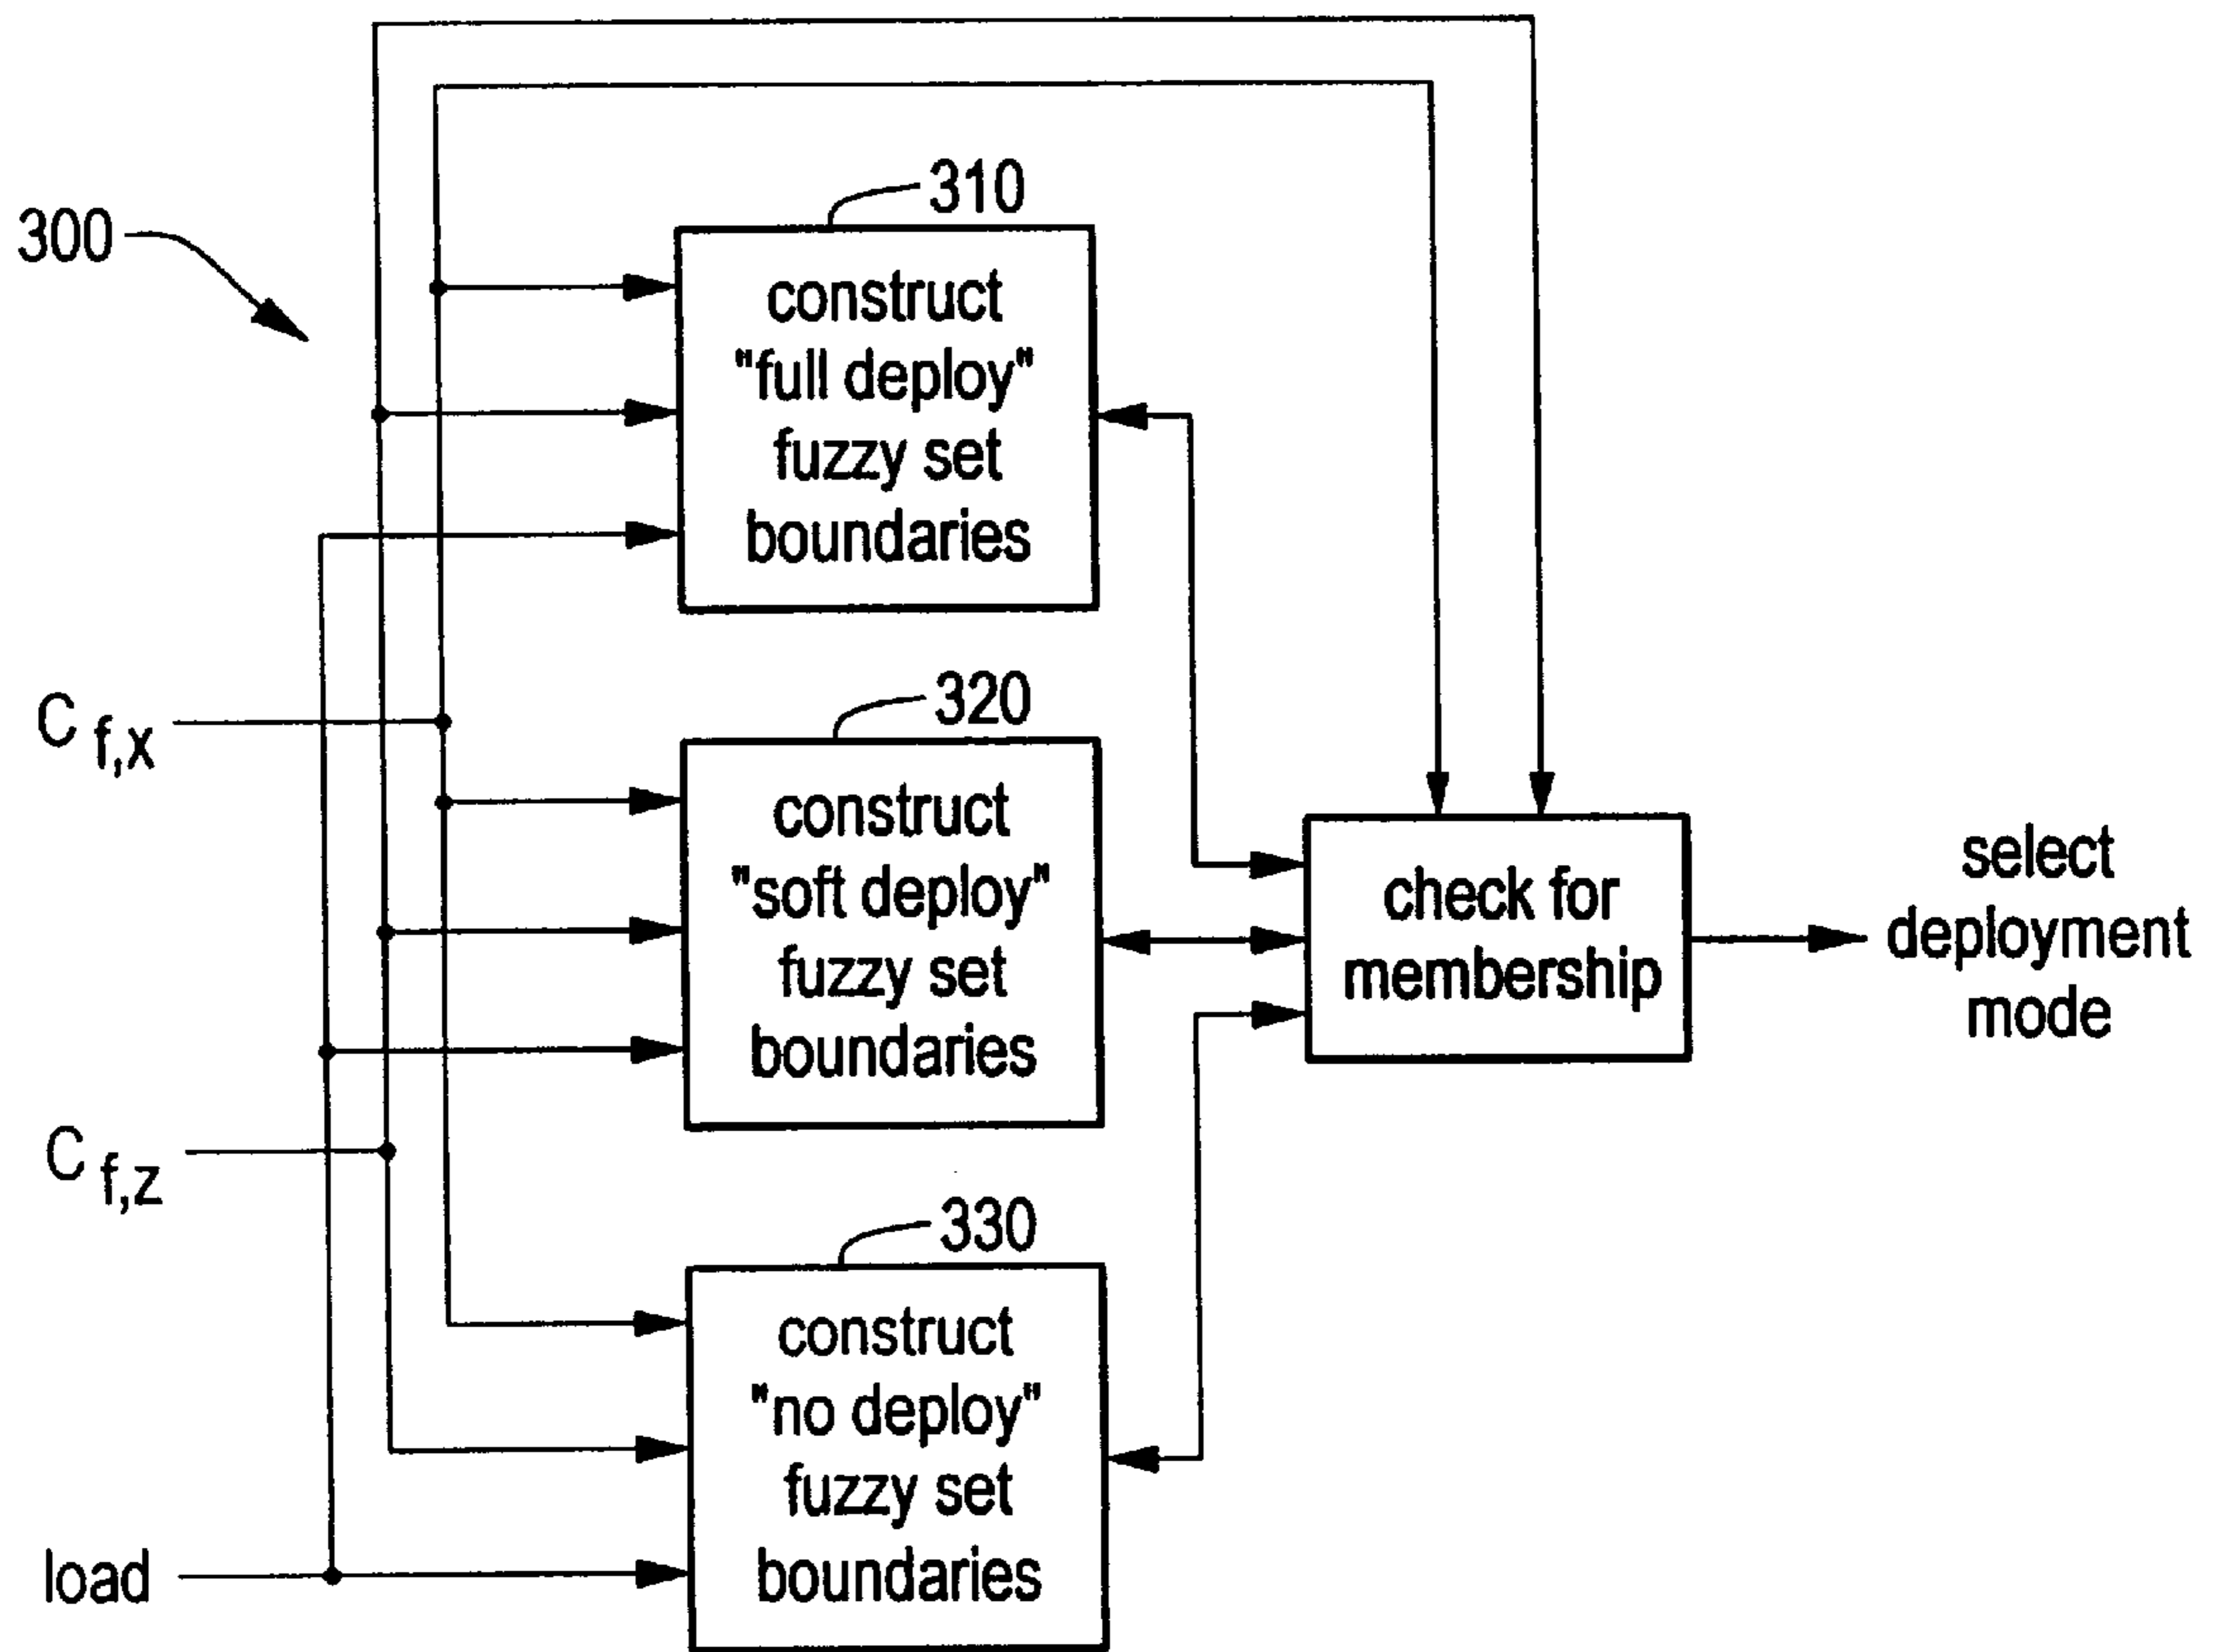 300
310
construct
"full deploy"
fuzzy set
boundaries
C f,x
320
construct
"soft deploy"
fuzzy set
boundaries
check for
membership
select
deployment
mode
C f,z
330
construct
"no deploy"
fuzzy set
boundaries
load